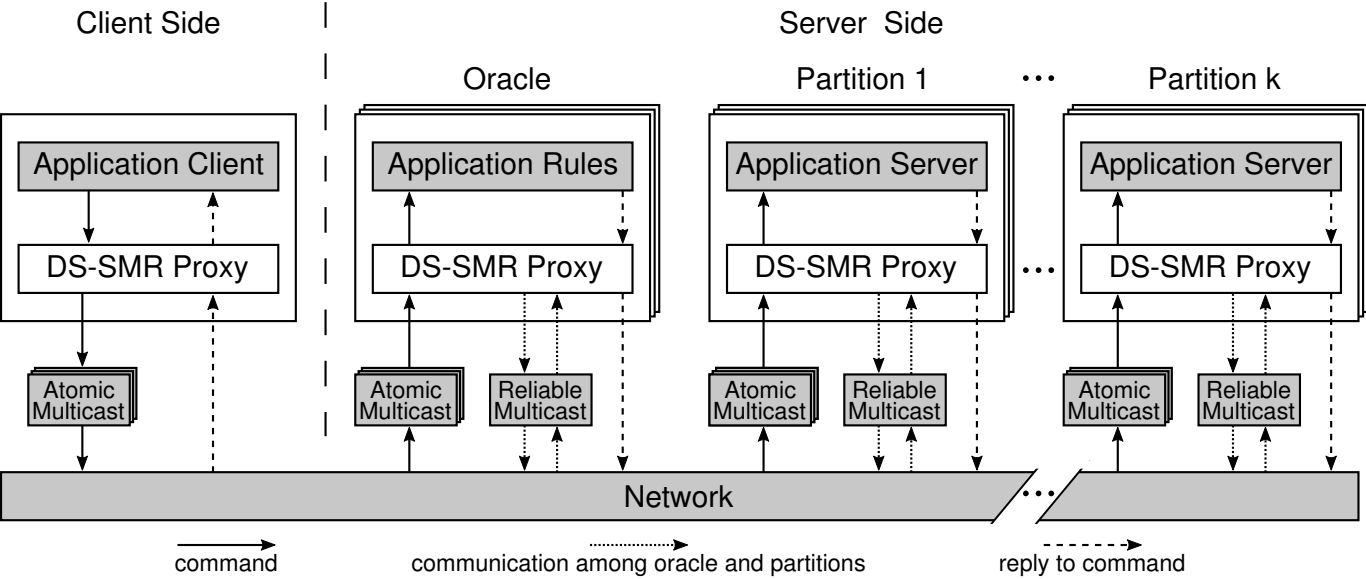 Client Side
Server Side
Oracle
Partition 1
•••
Partition k
Application Client
Application Rules
Application Server
Application Server
DS-SMR Proxy
DS-SMR Proxy
DS-SMR Proxy
•••
DS-SMR Proxy
Atomic
Multicast
Atomic
Multicast
Reliable
Multicast
Atomic
Multicast
Reliable
Multicast
Atomic
Multicast
Reliable
Multicast
Network
•••
command
communication among oracle and partitions
reply to command